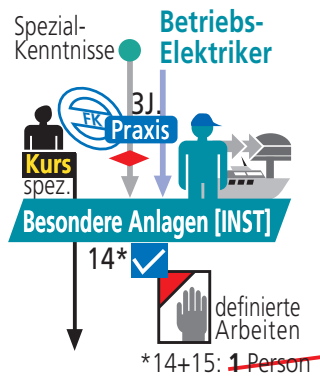 Spezial-
Kenntnisse
Betriebs-
Elektriker
3J.
FK
Praxis
Kurs
spez.
Besondere Anlagen [INST]
14*
definierte
Arbeiten
*14+15: 1 Person